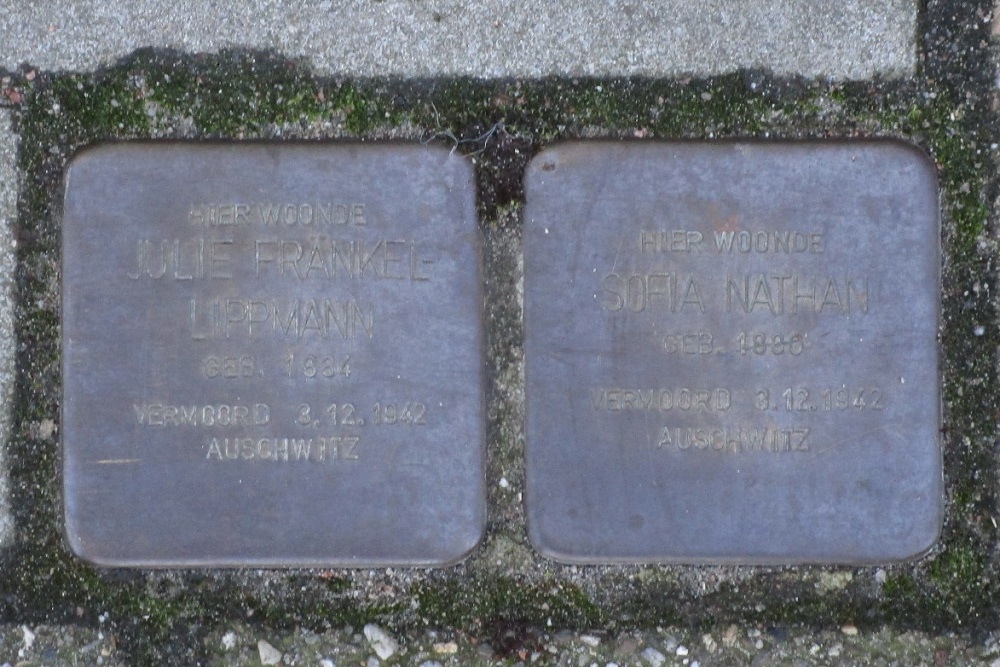 HIER WOONDE
JULIE FRÄNKEL-
LIPPMANN
GEB. 1884
VERMOORD 3.12.1942
AUSCHWITZ
HIER WOONDE
SOFIA NATHAN
GEB. 1886
VERMOORD 3.12.1942
AUSCHWITZ